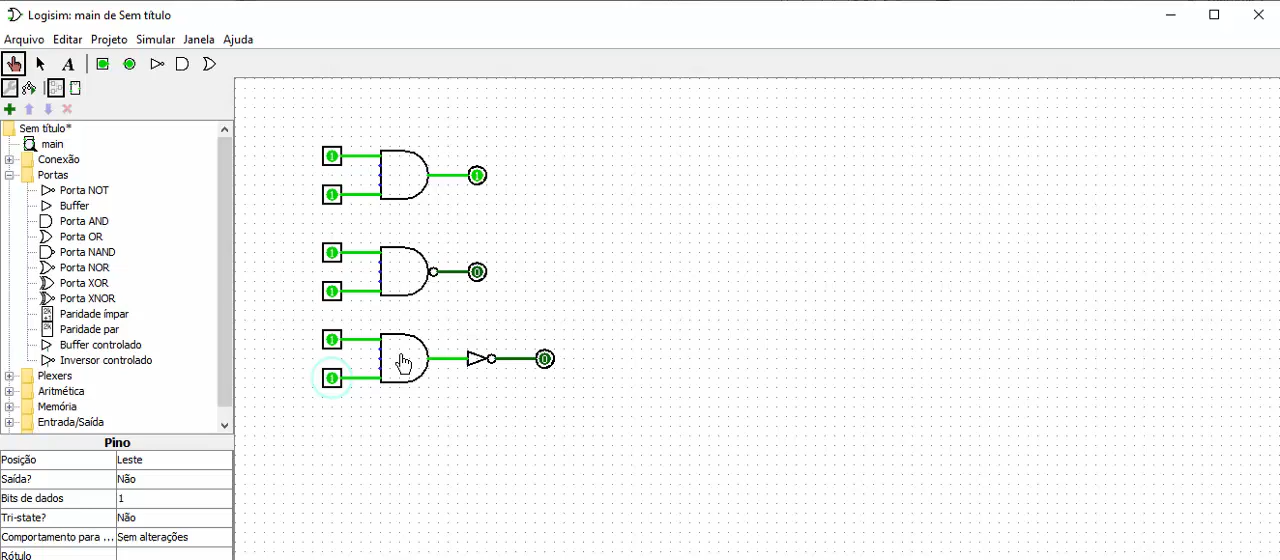 Logisim: main de Sem título
Arquivo Editar Projeto Simular Janela Ajuda
A
Sem título*
main
Conexão
Portas
Porta NOT
Buffer
Porta AND
Porta OR
Porta NAND
Porta NOR
Porta XOR
Porta XNOR
Paridade ímpar
Paridade par
Buffer controlado
Inversor controlado
Plexers
Aritmética
Memória
Entrada/Saída
Pino
Posição Leste
Saída? Não
Bits de dados 1
Tri-state? Não
Comportamento para ... Sem alterações
Rótulo
1
1
1
1
1
0
1
1
0